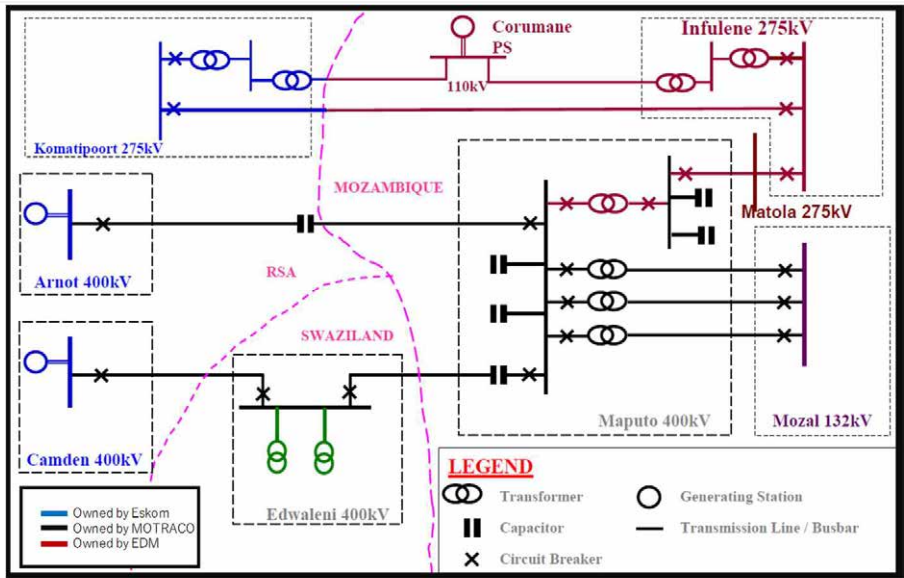 Corumane
PS
Infulene 275kV
110kV
Komatipoort 275kV
MOZAMBIQUE
Matola 275kV
Arnot 400kV
RSA
SWAZILAND
Maputo 400kV
Mozal 132kV
Camden 400kV
Edwaleni 400kV
Owned by Eskom
Owned by MOTRACO
Owned by EDM
LEGEND
Transformer
Generating Station
Capacitor
Transmission Line / Busbar
Circuit Breaker